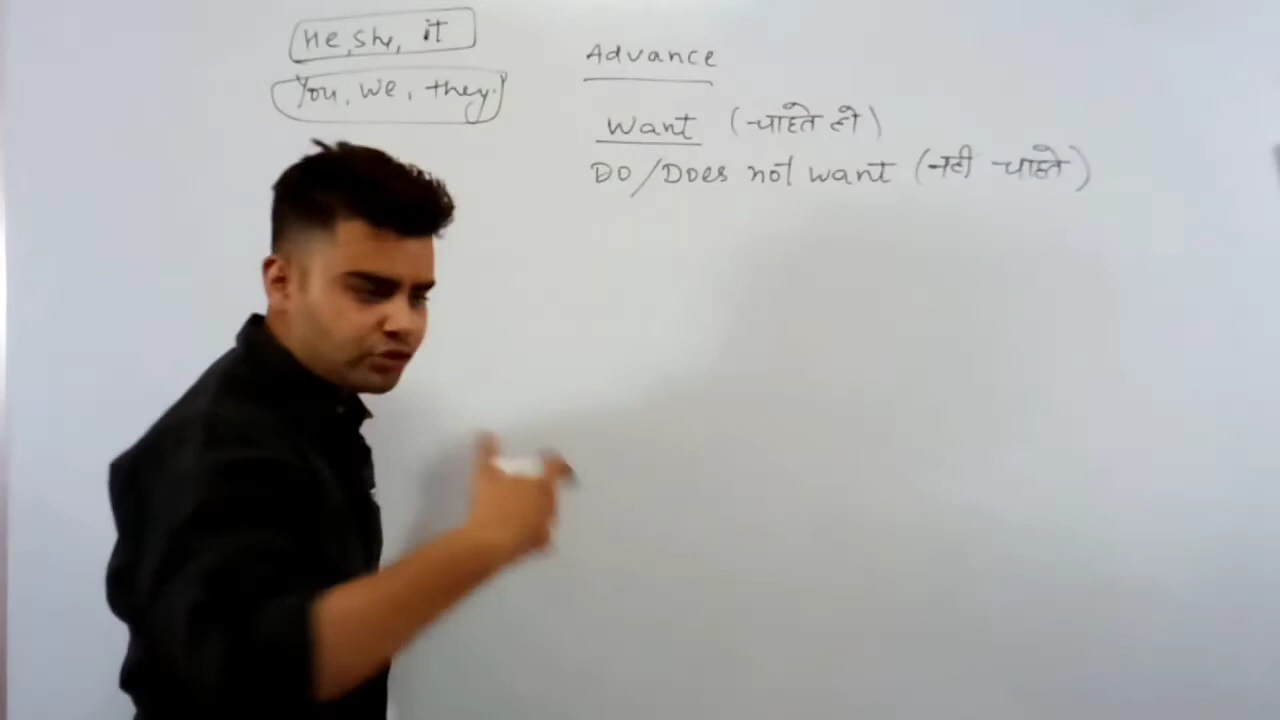 He, she, it
You, we, they.
Advance
want (चाहते हो)
DO/Does not want (नही चाहते)